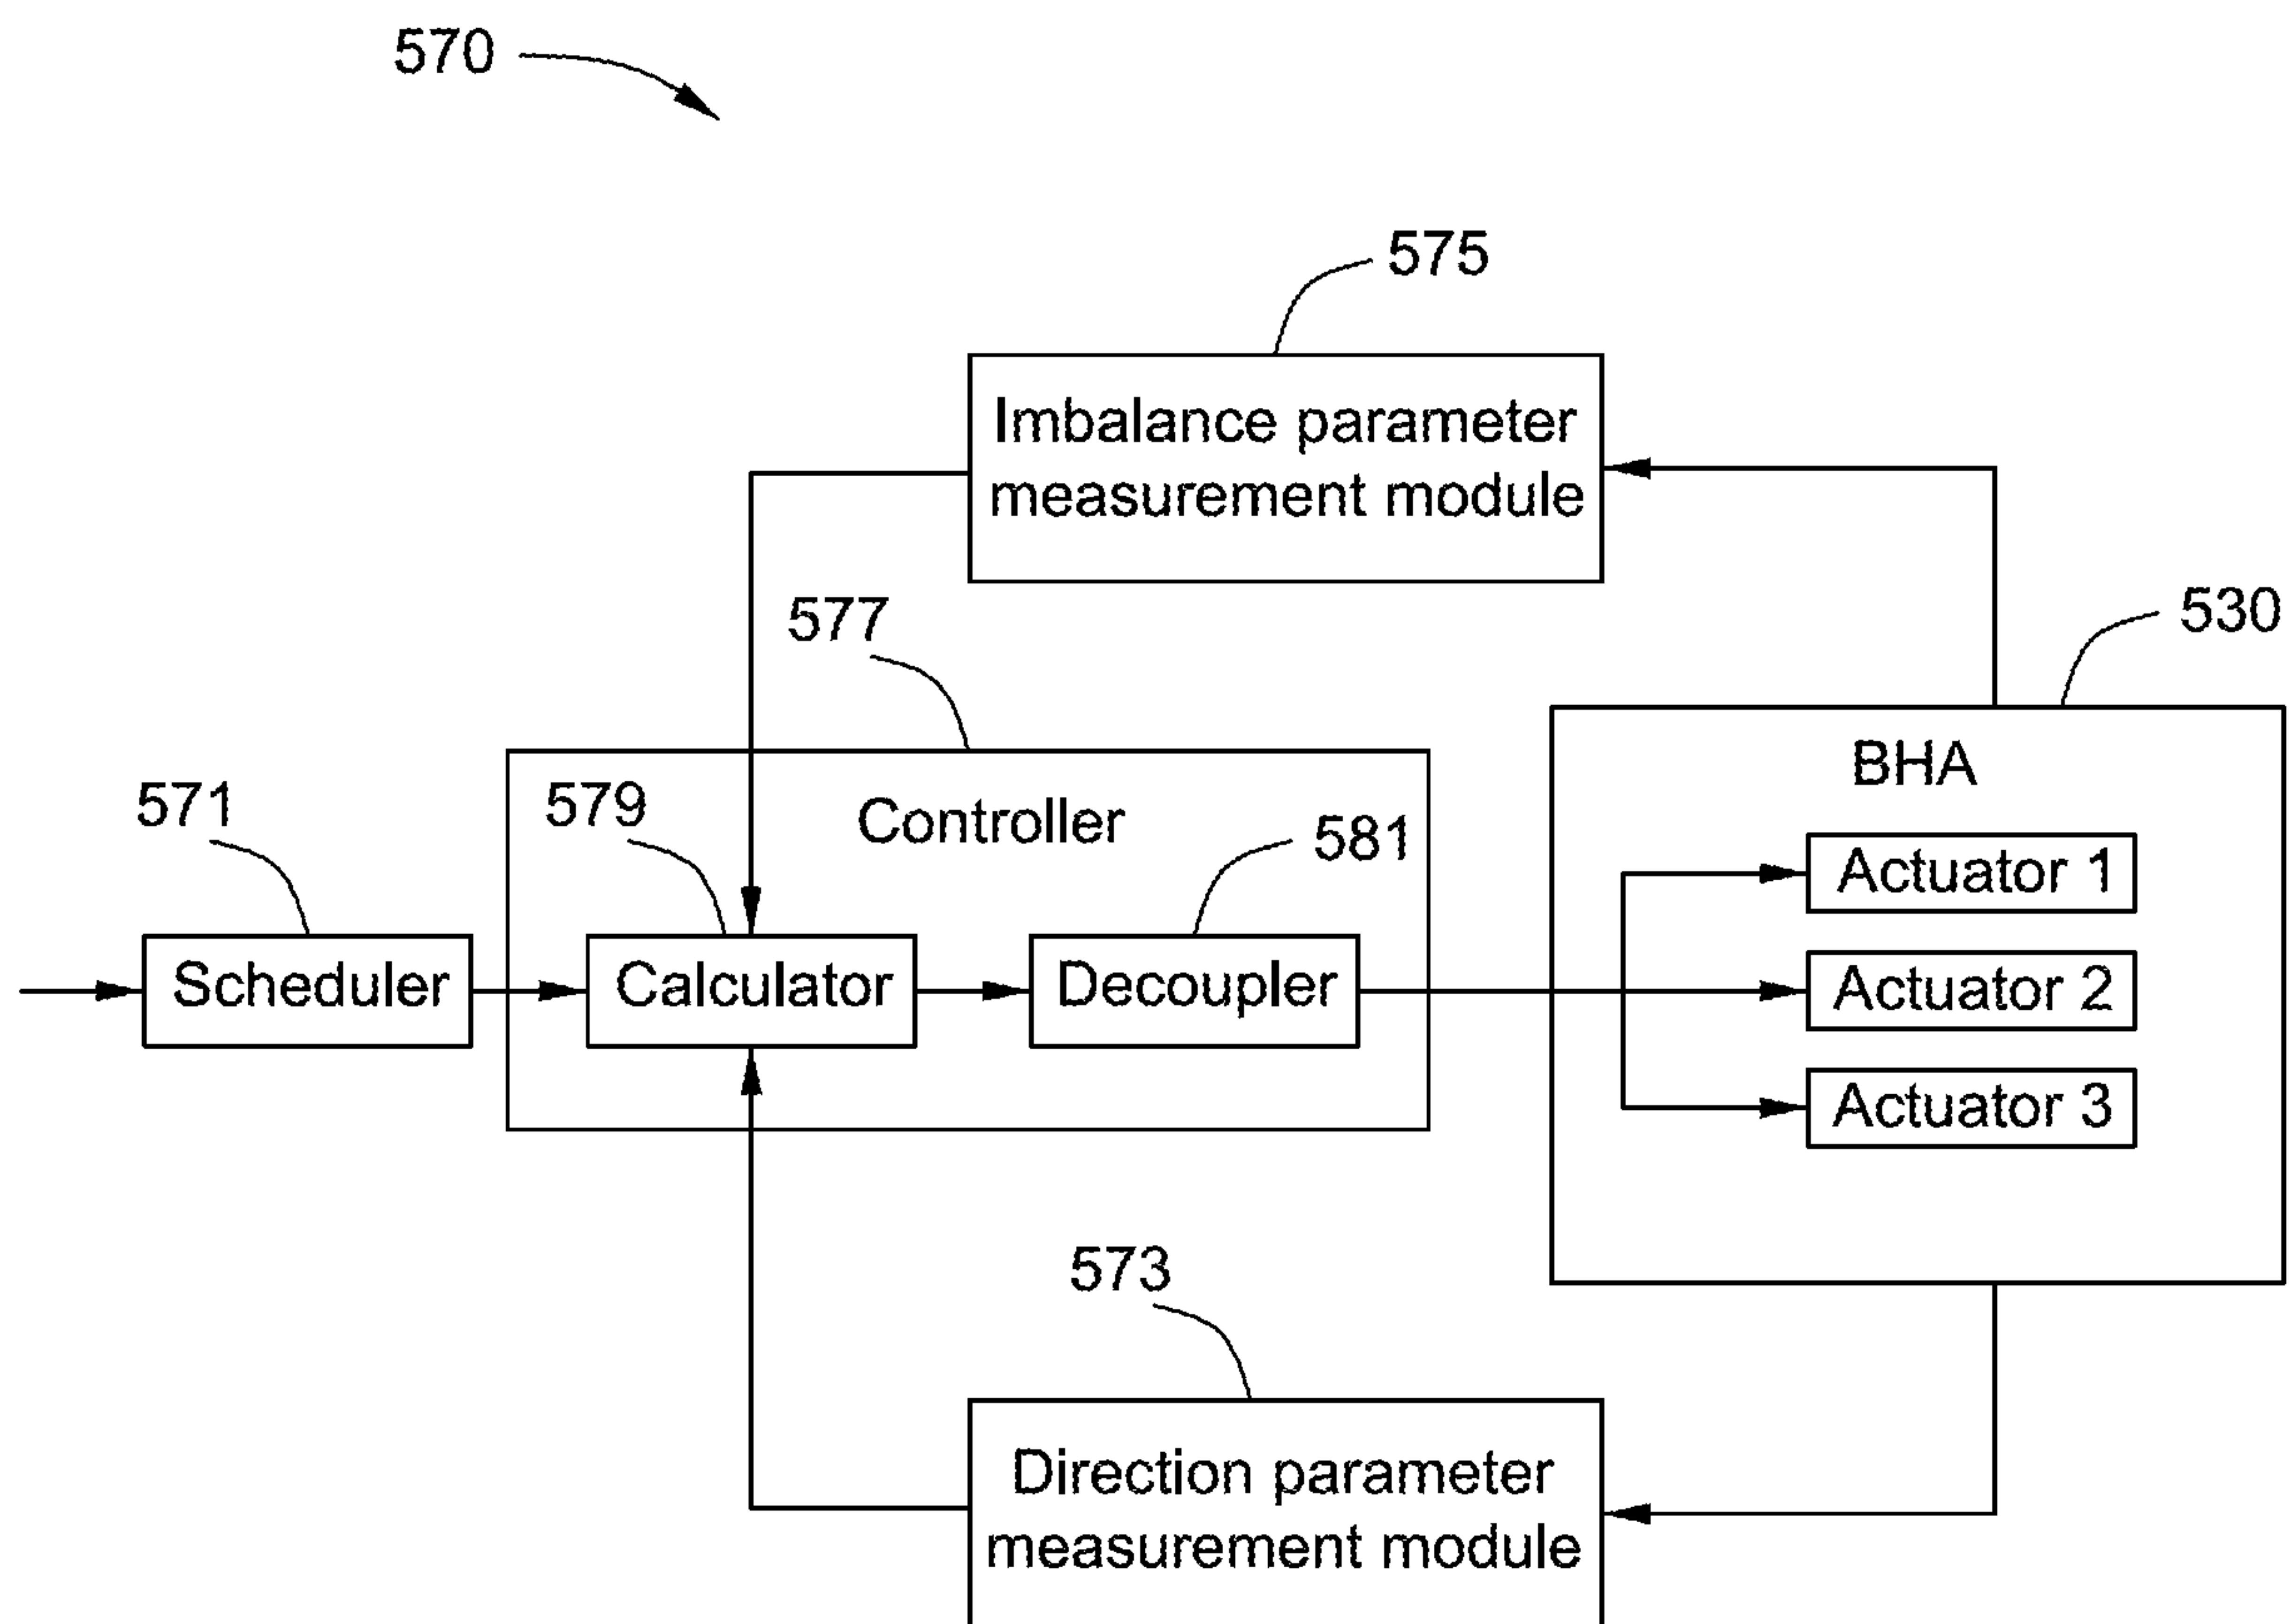 570
575
Imbalance parameter
measurement module
577
530
BHA
571
579
Controller
581
Actuator 1
Scheduler
Calculator
Decoupler
Actuator 2
Actuator 3
573
Direction parameter
measurement module